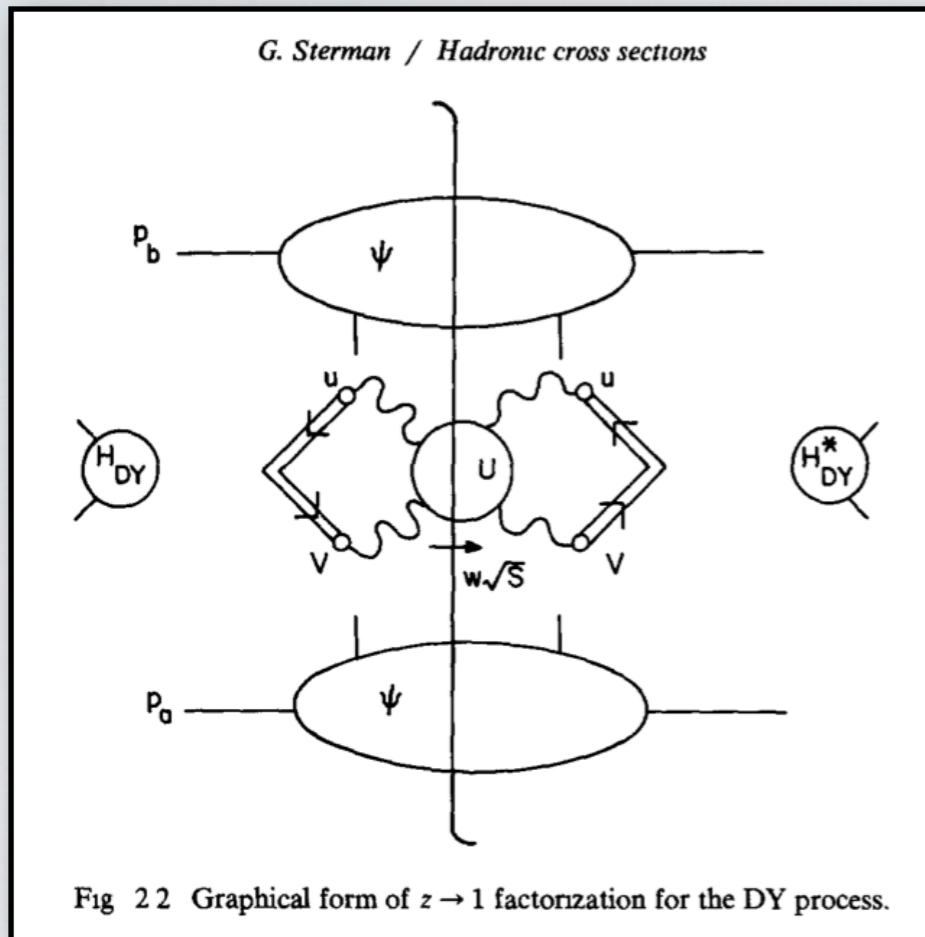 G. Sterman / Hadronic cross sections
p_b
ψ
u u
H_DY U H*_DY
V V
w√S
p_a
ψ
Fig 2 2 Graphical form of z → 1 factorization for the DY process.